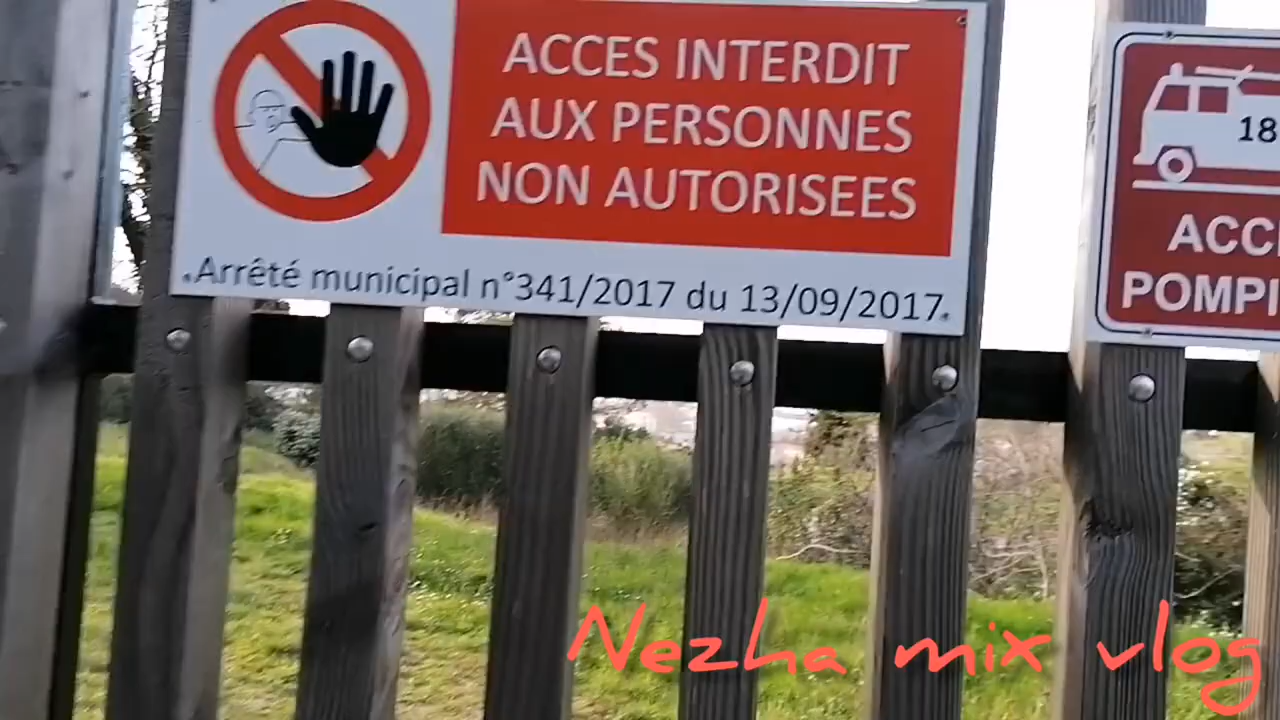 ACCES INTERDIT
AUX PERSONNES
NON AUTORISEES
Arrêté municipal n°341/2017 du 13/09/2017.
18
ACC
POMPI
Nezha mix vlog